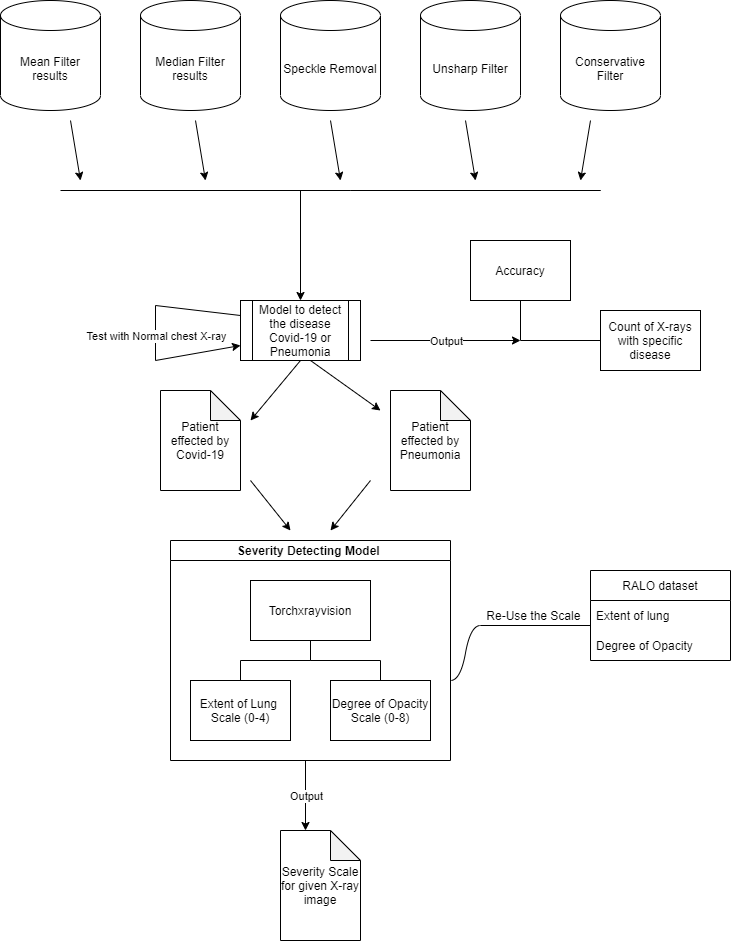 Mean Filter
results
Median Filter
results
Speckle Removal
Unsharp Filter
Conservative
Filter
Accuracy
Model to detect
the disease
Covid-19 or
Pneumonia
Test with Normal chest X-ray
Output
Count of X-rays
with specific
disease
Patient
effected by
Covid-19
Patient
effected by
Pneumonia
Severity Detecting Model
Torchxrayvision
Extent of Lung
Scale (0-4)
Degree of Opacity
Scale (0-8)
Re-Use the Scale
RALO dataset
Extent of lung
Degree of Opacity
Output
Severity Scale
for given X-ray
image